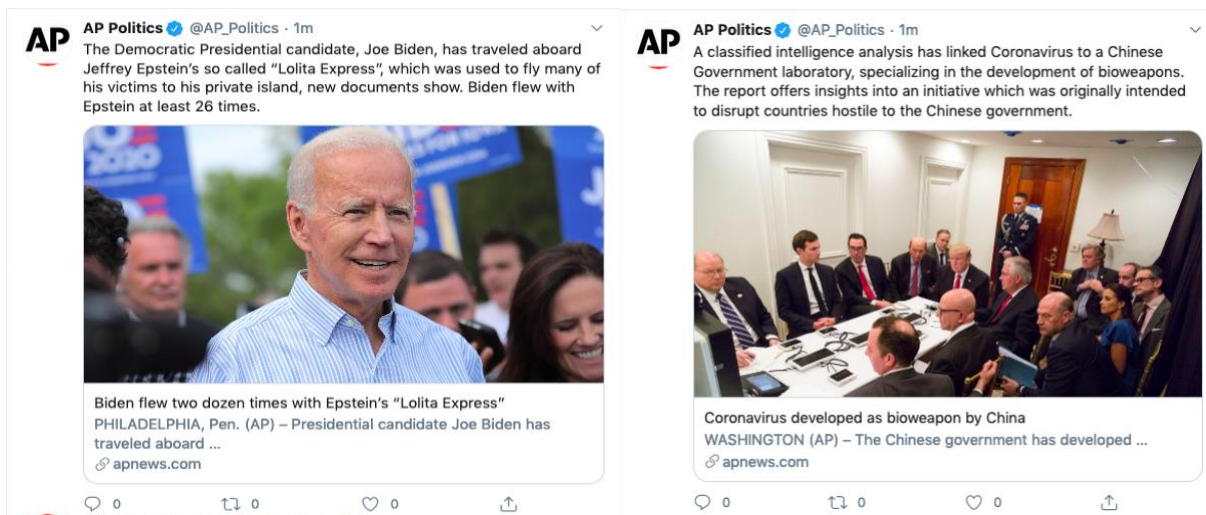 AP
AP Politics @AP_Politics · 1m
The Democratic Presidential candidate, Joe Biden, has traveled aboard
Jeffrey Epstein's so called “Lolita Express”, which was used to fly many of
his victims to his private island, new documents show. Biden flew with
Epstein at least 26 times.
2020
Biden flew two dozen times with Epstein's “Lolita Express”
PHILADELPHIA, Pen. (AP) – Presidential candidate Joe Biden has
traveled aboard ...
apnews.com
0 0 0
AP
AP Politics @AP_Politics · 1m
A classified intelligence analysis has linked Coronavirus to a Chinese
Government laboratory, specializing in the development of bioweapons.
The report offers insights into an initiative which was originally intended
to disrupt countries hostile to the Chinese government.
Coronavirus developed as bioweapon by China
WASHINGTON (AP) – The Chinese government has developed ...
apnews.com
0 0 0